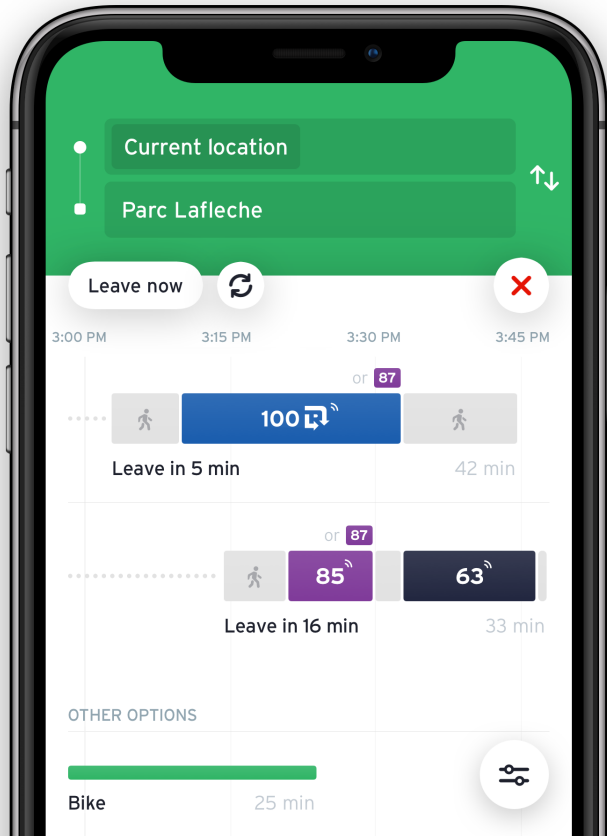 Current location
Parc Lafleche
Leave now
3:00 PM 3:15 PM 3:30 PM 3:45 PM
or 87
100
Leave in 5 min 42 min
or 87
85 63
Leave in 16 min 33 min
OTHER OPTIONS
Bike 25 min